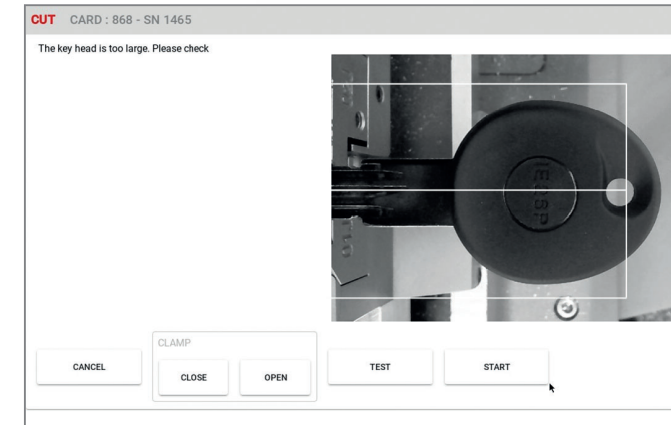 CUT CARD : 868 - SN 1465
The key head is too large. Please check
CLAMP
CANCEL
CLOSE
OPEN
TEST
START